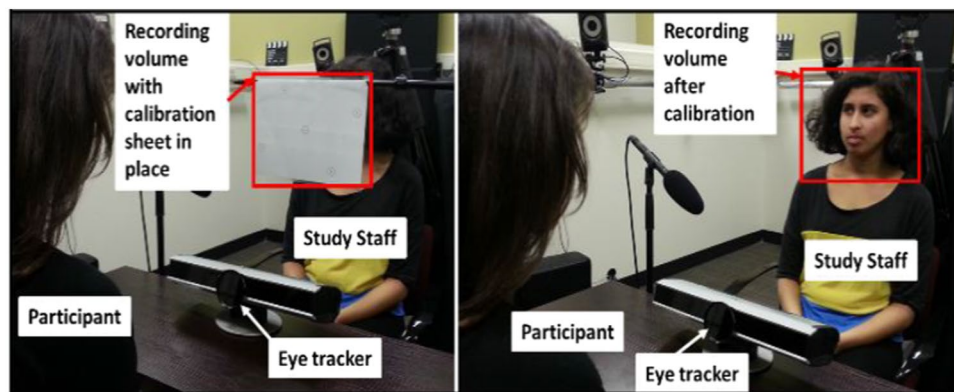 Recording
volume
with
calibration
sheet in
place
Study Staff
Participant
Eye tracker
Recording
volume
after
calibration
Study Staff
Participant
Eye tracker